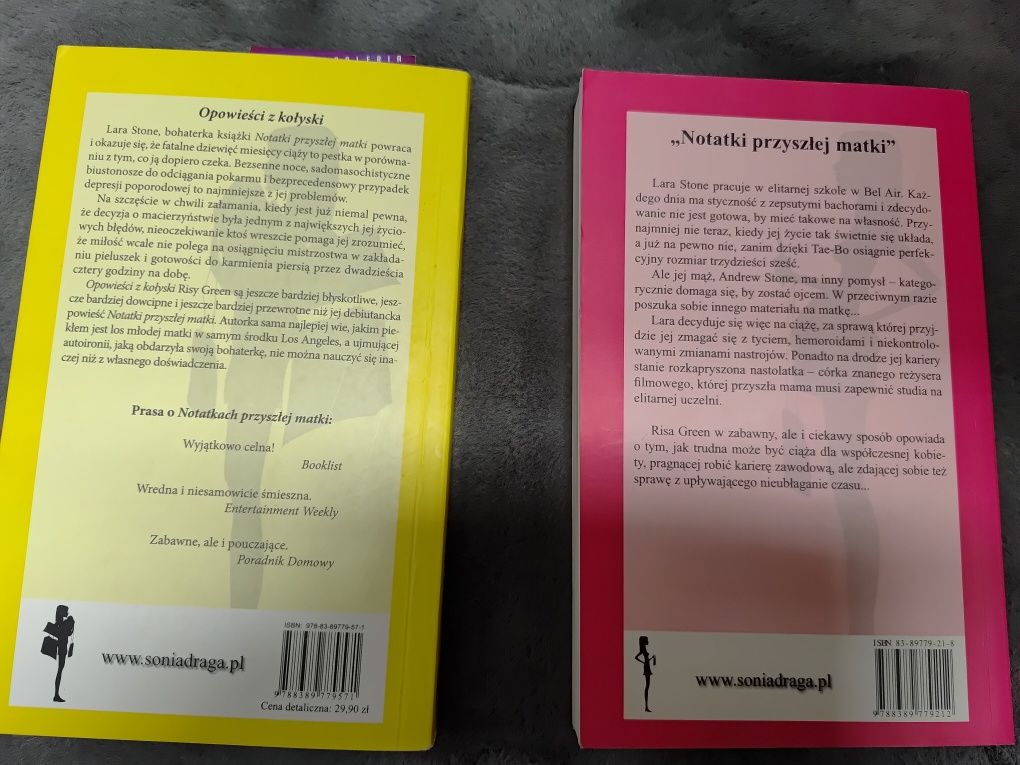 Opowieści z kołyski
Lara Stone, bohaterka książki Notatki przyszłej matki powraca
i okazuje się, że fatalne dziewięć miesięcy ciąży to pestka w porówna-
niu z tym, co ją dopiero czeka. Bezsenne noce, sadomasochistyczne
biustonosze do odciągania pokarmu i bezprecedensowy przypadek
depresji poporodowej to najmniejsze z jej problemów.
Na szczęście w chwili załamania, kiedy jest już niemal pewna,
że decyzja o macierzyństwie była jednym z największych jej życio-
wych błędów, nieoczekiwanie ktoś wreszcie pomaga jej zrozumieć,
że miłość wcale nie polega na osiągnięciu mistrzostwa w zakłada-
niu pieluszek i gotowości do karmienia piersią przez dwadzieścia
cztery godziny na dobę.
Opowieści z kołyski Risy Green są jeszcze bardziej błyskotliwe, jesz-
cze bardziej dowcipne i jeszcze bardziej przewrotne niż jej debiutancka
powieść Notatki przyszłej matki. Autorka sama najlepiej wie, jakim pie-
kłem jest los młodej matki w samym środku Los Angeles, a ujmującej
autoironii, jaką obdarzyła swoją bohaterkę, nie można nauczyć się ina-
czej niż z własnego doświadczenia.
Prasa o Notatkach przyszłej matki:
Wyjątkowo celna!
Booklist
Wredna i niesamowicie śmieszna.
Entertainment Weekly
Zabawne, ale i pouczające.
Poradnik Domowy
ISBN: 978-83-89779-57-1
www.soniadraga.pl
9 788389 779571
Cena detaliczna: 29,90 zł
„Notatki przyszłej matki”
Lara Stone pracuje w elitarnej szkole w Bel Air. Każ-
dego dnia ma styczność z zepsutymi bachorami i zdecydo-
wanie nie jest gotowa, by mieć takowe na własność. Przy-
najmniej nie teraz, kiedy jej życie tak świetnie się układa,
a już na pewno nie, zanim dzięki Tae-Bo osiągnie perfek-
cyjny rozmiar trzydzieści sześć.
Ale jej mąż, Andrew Stone, ma inny pomysł – katego-
rycznie domaga się, by zostać ojcem. W przeciwnym razie
poszuka sobie innego materiału na matkę...
Lara decyduje się więc na ciążę, za sprawą której przyj-
dzie jej zmagać się z tyciem, hemoroidami i niekontrolo-
wanymi zmianami nastrojów. Ponadto na drodze jej kariery
stanie rozkapryszona nastolatka – córka znanego reżysera
filmowego, której przyszła mama musi zapewnić studia na
elitarnej uczelni.
Risa Green w zabawny, ale i ciekawy sposób opowiada
o tym, jak trudna może być ciąża dla współczesnej kobie-
ty, pragnącej robić karierę zawodową, ale zdającej sobie też
sprawę z upływającego nieubłaganie czasu...
ISBN 83-89779-21-8
www.soniadraga.pl
9 788389 779212